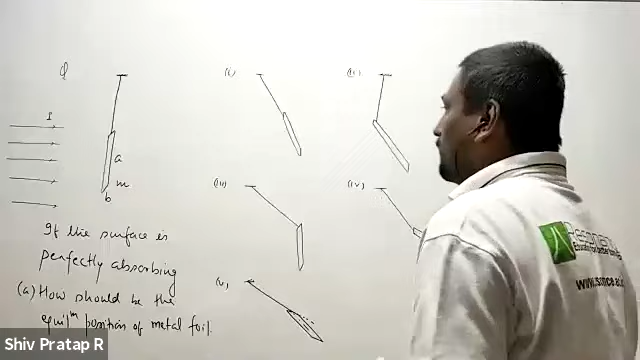 Q
I
a
m
b
(i)
(ii)
(iii)
(iv)
(v)
If the surface is
perfectly absorbing
(a) How should be the
equilᵐ position of metal foil.
Shiv Pratap R